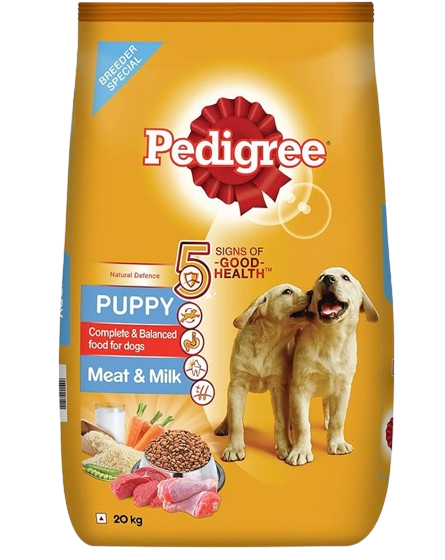 BREEDER
SPECIAL
Pedigree
Natural Defence
5 SIGNS OF
-GOOD-
HEALTH™
PUPPY
Complete & Balanced
food for dogs
Meat & Milk
20 kg